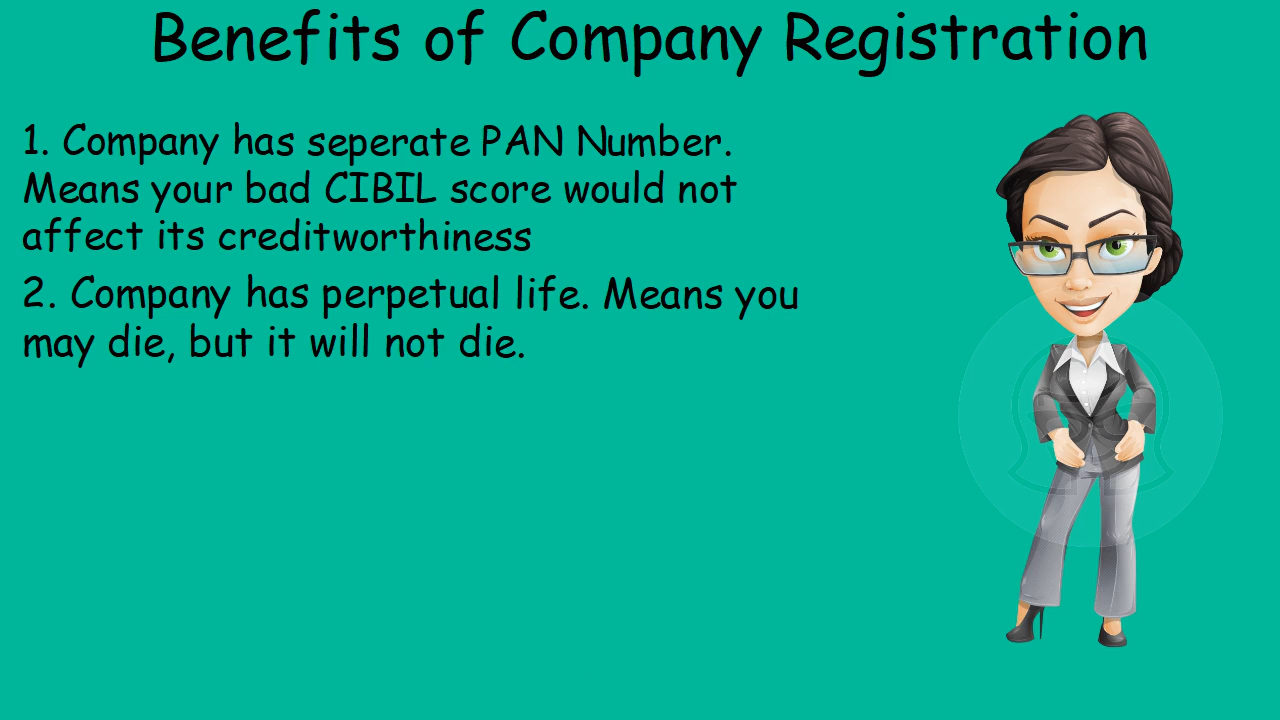 Benefits of Company Registration
1. Company has seperate PAN Number.
Means your bad CIBIL score would not
affect its creditworthiness
2. Company has perpetual life. Means you
may die, but it will not die.